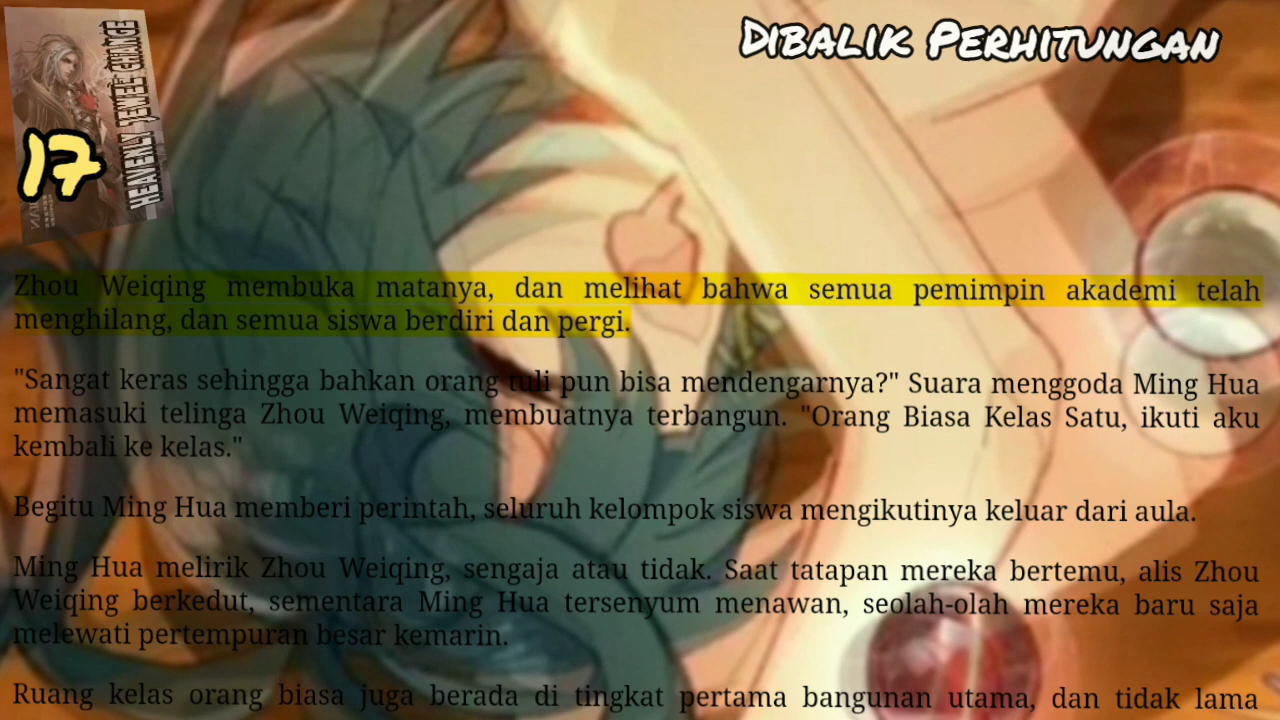 HEAVENLY JEWEL CHANGE
17
Dibalik Perhitungan
Zhou Weiqing membuka matanya, dan melihat bahwa semua pemimpin akademi telah
menghilang, dan semua siswa berdiri dan pergi.
"Sangat keras sehingga bahkan orang tuli pun bisa mendengarnya?" Suara menggoda Ming Hua
memasuki telinga Zhou Weiqing, membuatnya terbangun. "Orang Biasa Kelas Satu, ikuti aku
kembali ke kelas."
Begitu Ming Hua memberi perintah, seluruh kelompok siswa mengikutinya keluar dari aula.
Ming Hua melirik Zhou Weiqing, sengaja atau tidak. Saat tatapan mereka bertemu, alis Zhou
Weiqing berkedut, sementara Ming Hua tersenyum menawan, seolah-olah mereka baru saja
melewati pertempuran besar kemarin.
Ruang kelas orang biasa juga berada di tingkat pertama bangunan utama, dan tidak lama